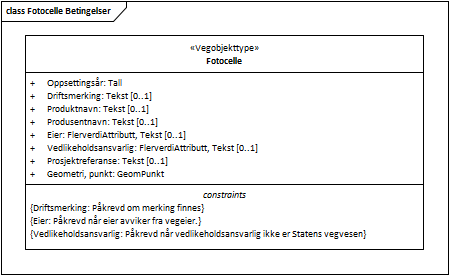 class Fotocelle Betingelser
«Vegobjekttype»
Fotocelle
+ Oppsettingsår: Tall
+ Driftsmerking: Tekst [0..1]
+ Produktnavn: Tekst [0..1]
+ Produsentnavn: Tekst [0..1]
+ Eier: FlerverdiAttributt, Tekst [0..1]
+ Vedlikeholdsansvarlig: FlerverdiAttributt, Tekst [0..1]
+ Prosjektreferanse: Tekst [0..1]
+ Geometri, punkt: GeomPunkt
constraints
{Driftsmerking: Påkrevd om merking finnes}
{Eier: Påkrevd når eier avviker fra vegeier.}
{Vedlikeholdsansvarlig: Påkrevd når vedlikeholdsansvarlig ikke er Statens vegvesen}